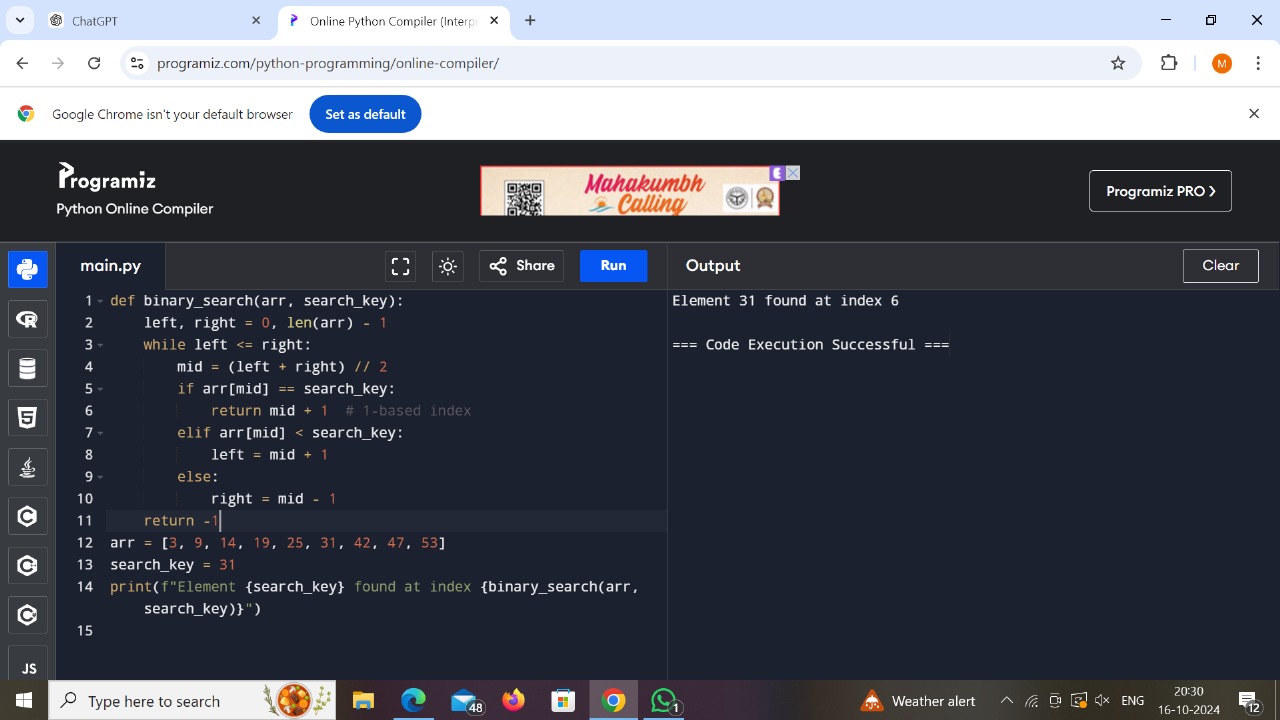 ChatGPT
Online Python Compiler (Interp
programiz.com/python-programming/online-compiler/
M
Google Chrome isn't your default browser
Set as default
Programiz
Python Online Compiler
Mahakumbh
Calling
Programiz PRO
main.py
Share
Run
Output
Clear
1 def binary_search(arr, search_key):
2     left, right = 0, len(arr) - 1
3     while left <= right:
4         mid = (left + right) // 2
5         if arr[mid] == search_key:
6             return mid + 1  # 1-based index
7         elif arr[mid] < search_key:
8             left = mid + 1
9         else:
10             right = mid - 1
11     return -1
12 arr = [3, 9, 14, 19, 25, 31, 42, 47, 53]
13 search_key = 31
14 print(f"Element {search_key} found at index {binary_search(arr,
search_key)}")
15
Element 31 found at index 6
=== Code Execution Successful ===
JS
Type here to search
48
1
Weather alert
ENG
20:30
16-10-2024
12